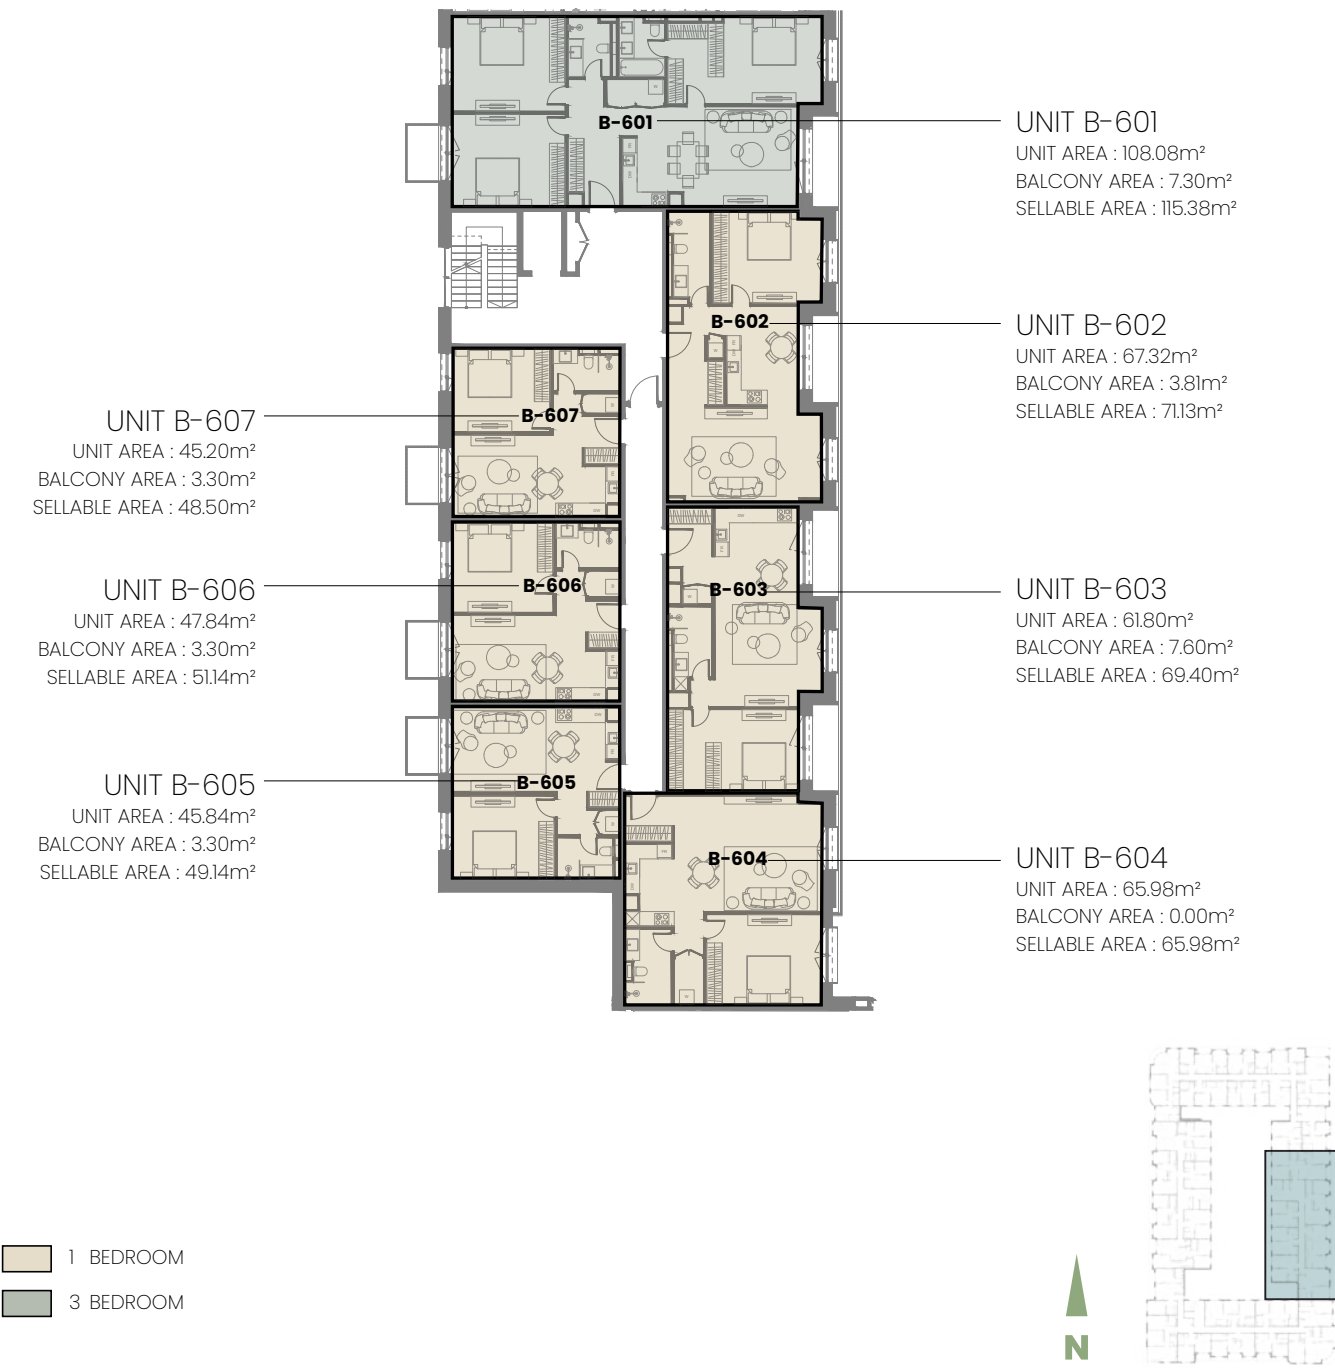 B-601
UNIT B-601
UNIT AREA : 108.08m²
BALCONY AREA : 7.30m²
SELLABLE AREA : 115.38m²
B-602
UNIT B-602
UNIT AREA : 67.32m²
BALCONY AREA : 3.81m²
SELLABLE AREA : 71.13m²
UNIT B-607
UNIT AREA : 45.20m²
BALCONY AREA : 3.30m²
SELLABLE AREA : 48.50m²
B-607
UNIT B-606
UNIT AREA : 47.84m²
BALCONY AREA : 3.30m²
SELLABLE AREA : 51.14m²
B-606
B-603
UNIT B-603
UNIT AREA : 61.80m²
BALCONY AREA : 7.60m²
SELLABLE AREA : 69.40m²
UNIT B-605
UNIT AREA : 45.84m²
BALCONY AREA : 3.30m²
SELLABLE AREA : 49.14m²
B-605
B-604
UNIT B-604
UNIT AREA : 65.98m²
BALCONY AREA : 0.00m²
SELLABLE AREA : 65.98m²
1 BEDROOM
3 BEDROOM
N